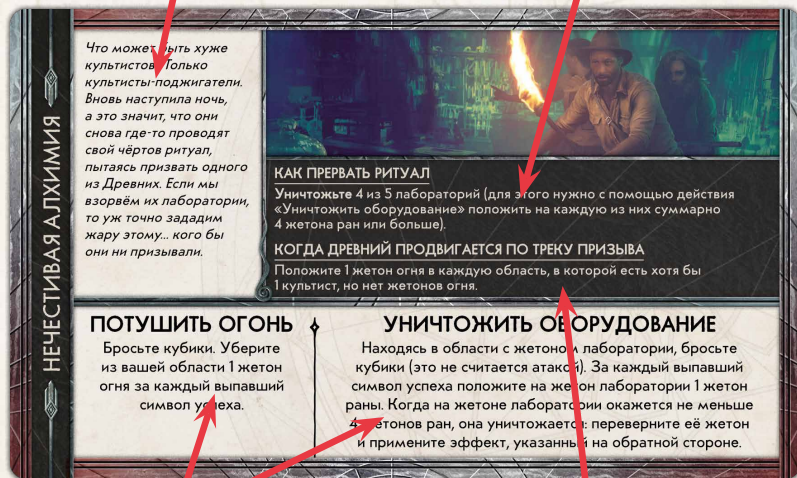 НЕЧЕСТИВАЯ АЛХИМИЯ
Что может быть хуже
культистов? Только
культисты-поджигатели.
Вновь наступила ночь,
а это значит, что они
снова где-то проводят
свой чёртов ритуал,
пытаясь призвать одного
из Древних. Если мы
взорвём их лаборатории,
то уж точно зададим
жару этому... кого бы
они ни призывали.
КАК ПРЕРВАТЬ РИТУАЛ
Уничтожьте 4 из 5 лабораторий (для этого нужно с помощью действия
«Уничтожить оборудование» положить на каждую из них суммарно
4 жетона ран или больше).
КОГДА ДРЕВНИЙ ПРОДВИГАЕТСЯ ПО ТРЕКУ ПРИЗЫВА
Положите 1 жетон огня в каждую область, в которой есть хотя бы
1 культист, но нет жетонов огня.
ПОТУШИТЬ ОГОНЬ
Бросьте кубики. Уберите
из вашей области 1 жетон
огня за каждый выпавший
символ успеха.
УНИЧТОЖИТЬ ОБОРУДОВАНИЕ
Находясь в области с жетоном лаборатории, бросьте
кубики (это не считается атакой). За каждый выпавший
символ успеха положите на жетон лаборатории 1 жетон
раны. Когда на жетоне лаборатории окажется не меньше
4 жетонов ран, она уничтожается: переверните её жетон
и примените эффект, указанный на обратной стороне.